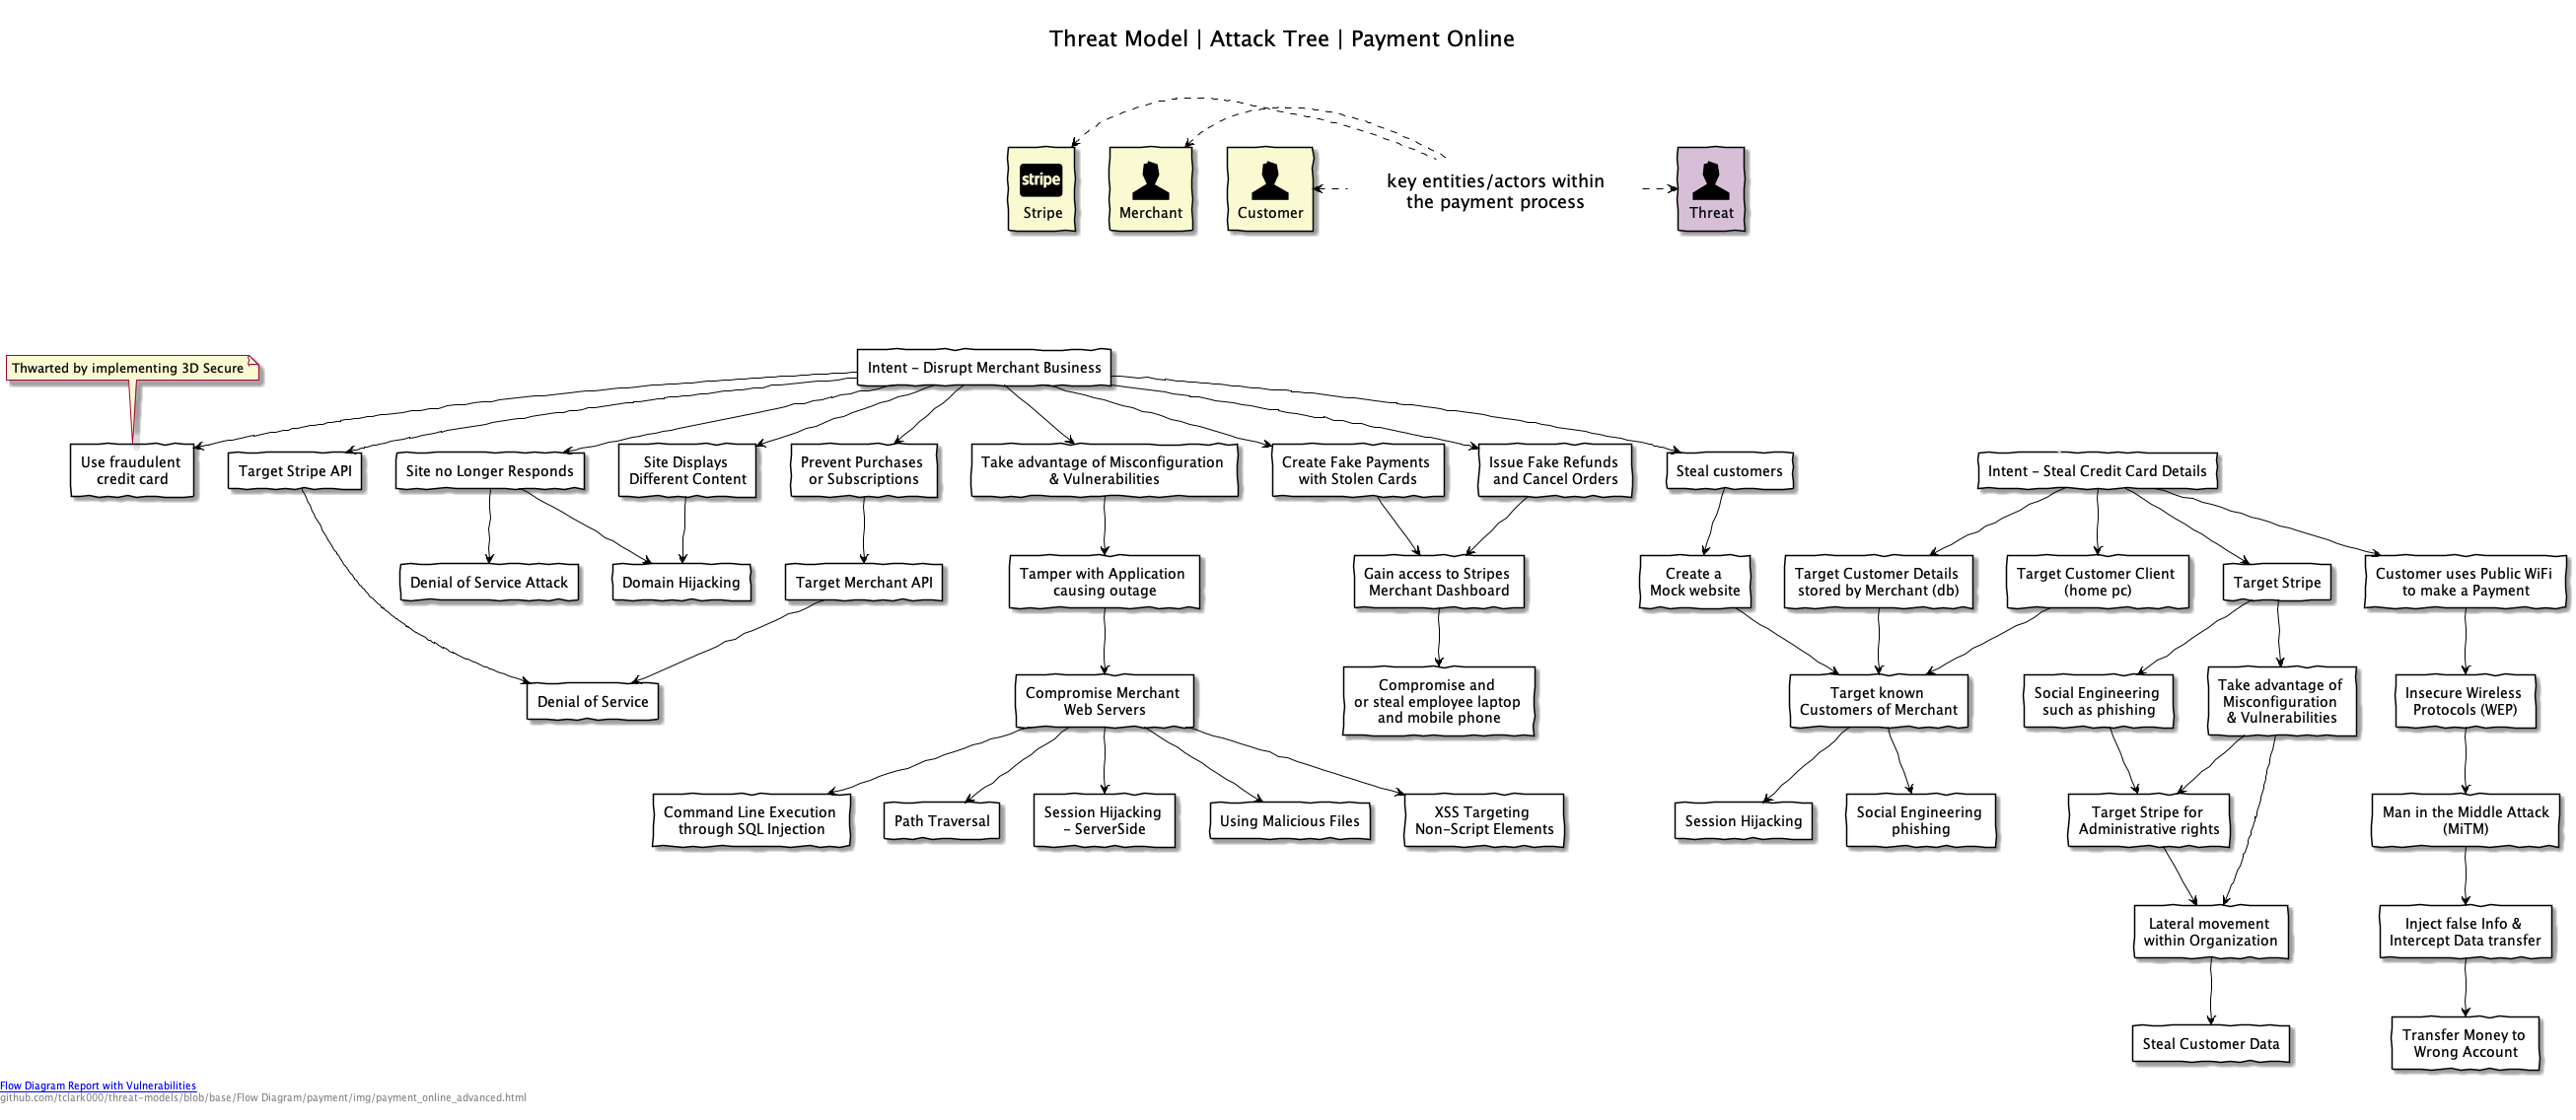 Threat Model | Attack Tree | Payment Online
stripe
Stripe
Merchant
Customer
key entities/actors within
the payment process
Threat
Thwarted by implementing 3D Secure
Intent - Disrupt Merchant Business
Use fraudulent
credit card
Target Stripe API
Site no Longer Responds
Site Displays
Different Content
Prevent Purchases
or Subscriptions
Take advantage of Misconfiguration
& Vulnerabilities
Create Fake Payments
with Stolen Cards
Issue Fake Refunds
and Cancel Orders
Steal customers
Intent - Steal Credit Card Details
Denial of Service Attack
Domain Hijacking
Target Merchant API
Tamper with Application
causing outage
Gain access to Stripes
Merchant Dashboard
Create a
Mock website
Target Customer Details
stored by Merchant (db)
Target Customer Client
(home pc)
Target Stripe
Customer uses Public WiFi
to make a Payment
Denial of Service
Compromise Merchant
Web Servers
Compromise and
or steal employee laptop
and mobile phone
Target known
Customers of Merchant
Social Engineering
such as phishing
Take advantage of
Misconfiguration
& Vulnerabilities
Insecure Wireless
Protocols (WEP)
Command Line Execution
through SQL Injection
Path Traversal
Session Hijacking
- ServerSide
Using Malicious Files
XSS Targeting
Non-Script Elements
Session Hijacking
Social Engineering
phishing
Target Stripe for
Administrative rights
Man in the Middle Attack
(MiTM)
Lateral movement
within Organization
Inject false Info &
Intercept Data transfer
Steal Customer Data
Transfer Money to
Wrong Account
Flow Diagram Report with Vulnerabilities
github.com/tclark000/threat-models/blob/base/Flow Diagram/payment/img/payment_online_advanced.html